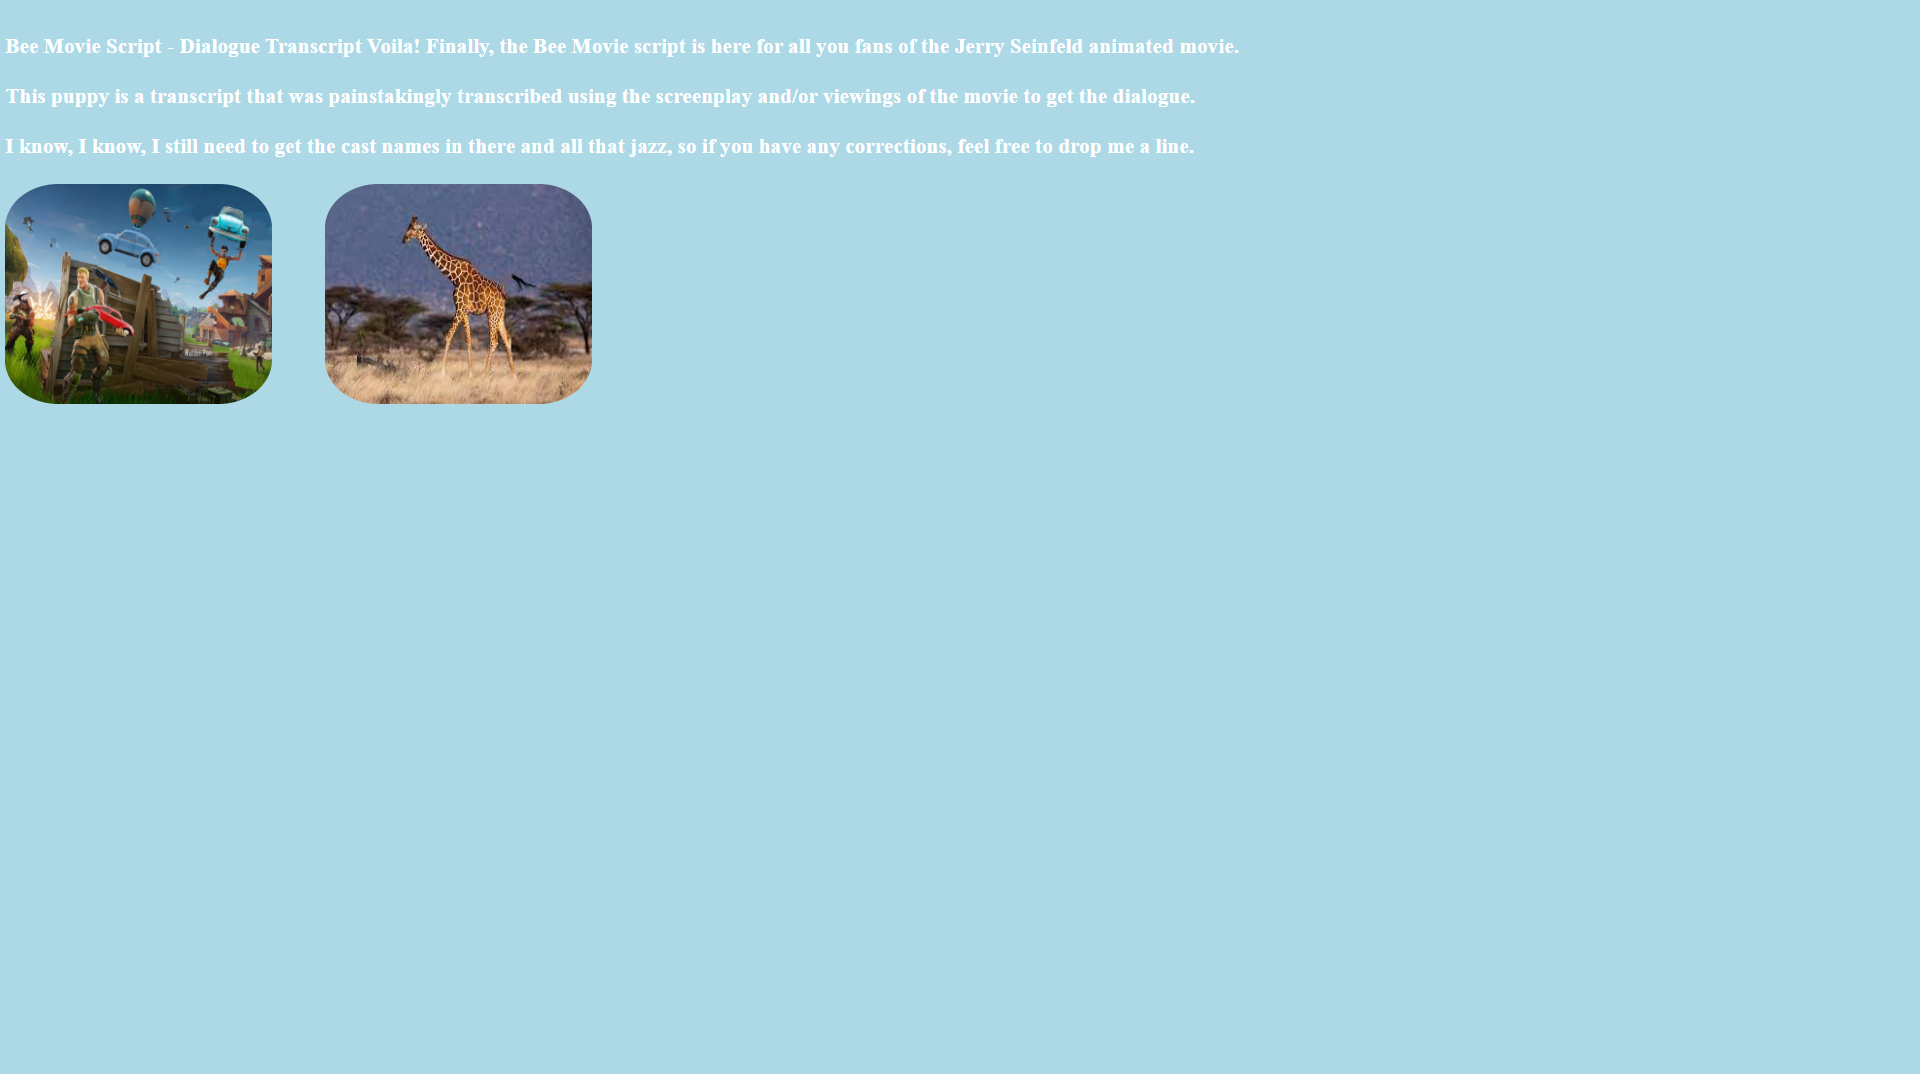 Bee Movie Script - Dialogue Transcript Voila! Finally, the Bee Movie script is here for all you fans of the Jerry Seinfeld animated movie.
This puppy is a transcript that was painstakingly transcribed using the screenplay and/or viewings of the movie to get the dialogue.
I know, I know, I still need to get the cast names in there and all that jazz, so if you have any corrections, feel free to drop me a line.